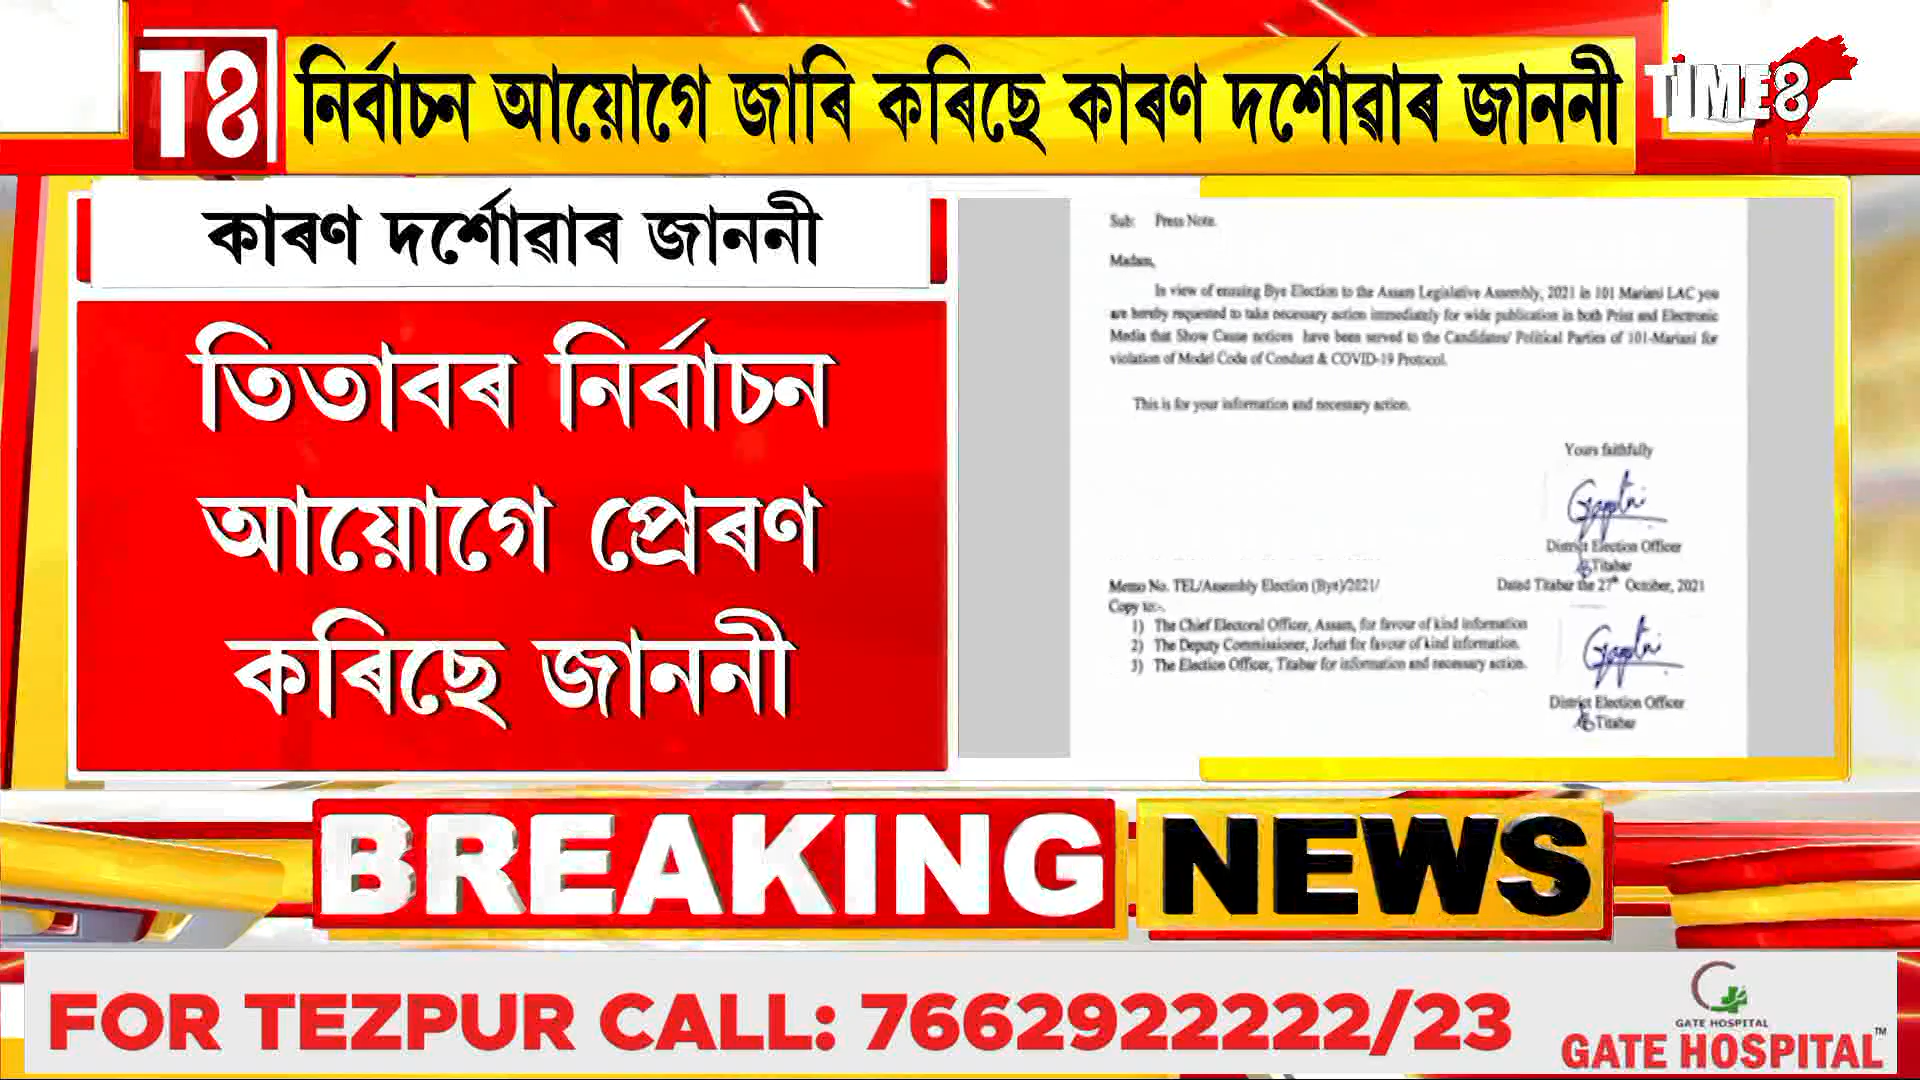 T8 নিৰ্বাচন আয়োগে জাৰি কৰিছে কাৰণ দৰ্শোৱাৰ জাননী TIME8
কাৰণ দৰ্শোৱাৰ জাননী
তিতাবৰ নিৰ্বাচন
আয়োগে প্ৰেৰণ
কৰিছে জাননী
Sub: Press Note.
Madam,
In view of ensuing Bye Election to the Assam Legislative Assembly, 2021 in 101 Mariani LAC you
are hereby requested to take necessary action immediately for wide publication in both Print and Electronic
Media that Show Cause notices have been served to the Candidates/ Political Parties of 101-Mariani for
violation of Model Code of Conduct & COVID-19 Protocol.
This is for your information and necessary action.
Yours faithfully
District Election Officer
Titabar
Memo No. TEL/Assembly Election (Bye)/2021/ Dated Titabar the 27th October, 2021
Copy to:-.
1) The Chief Electoral Officer, Assam, for favour of kind information
2) The Deputy Commissioner, Jorhat for favour of kind information.
3) The Election Officer, Titabar for information and necessary action.
District Election Officer
Titabar
BREAKING NEWS
FOR TEZPUR CALL: 7662922222/23
GATE HOSPITAL
GATE HOSPITAL™